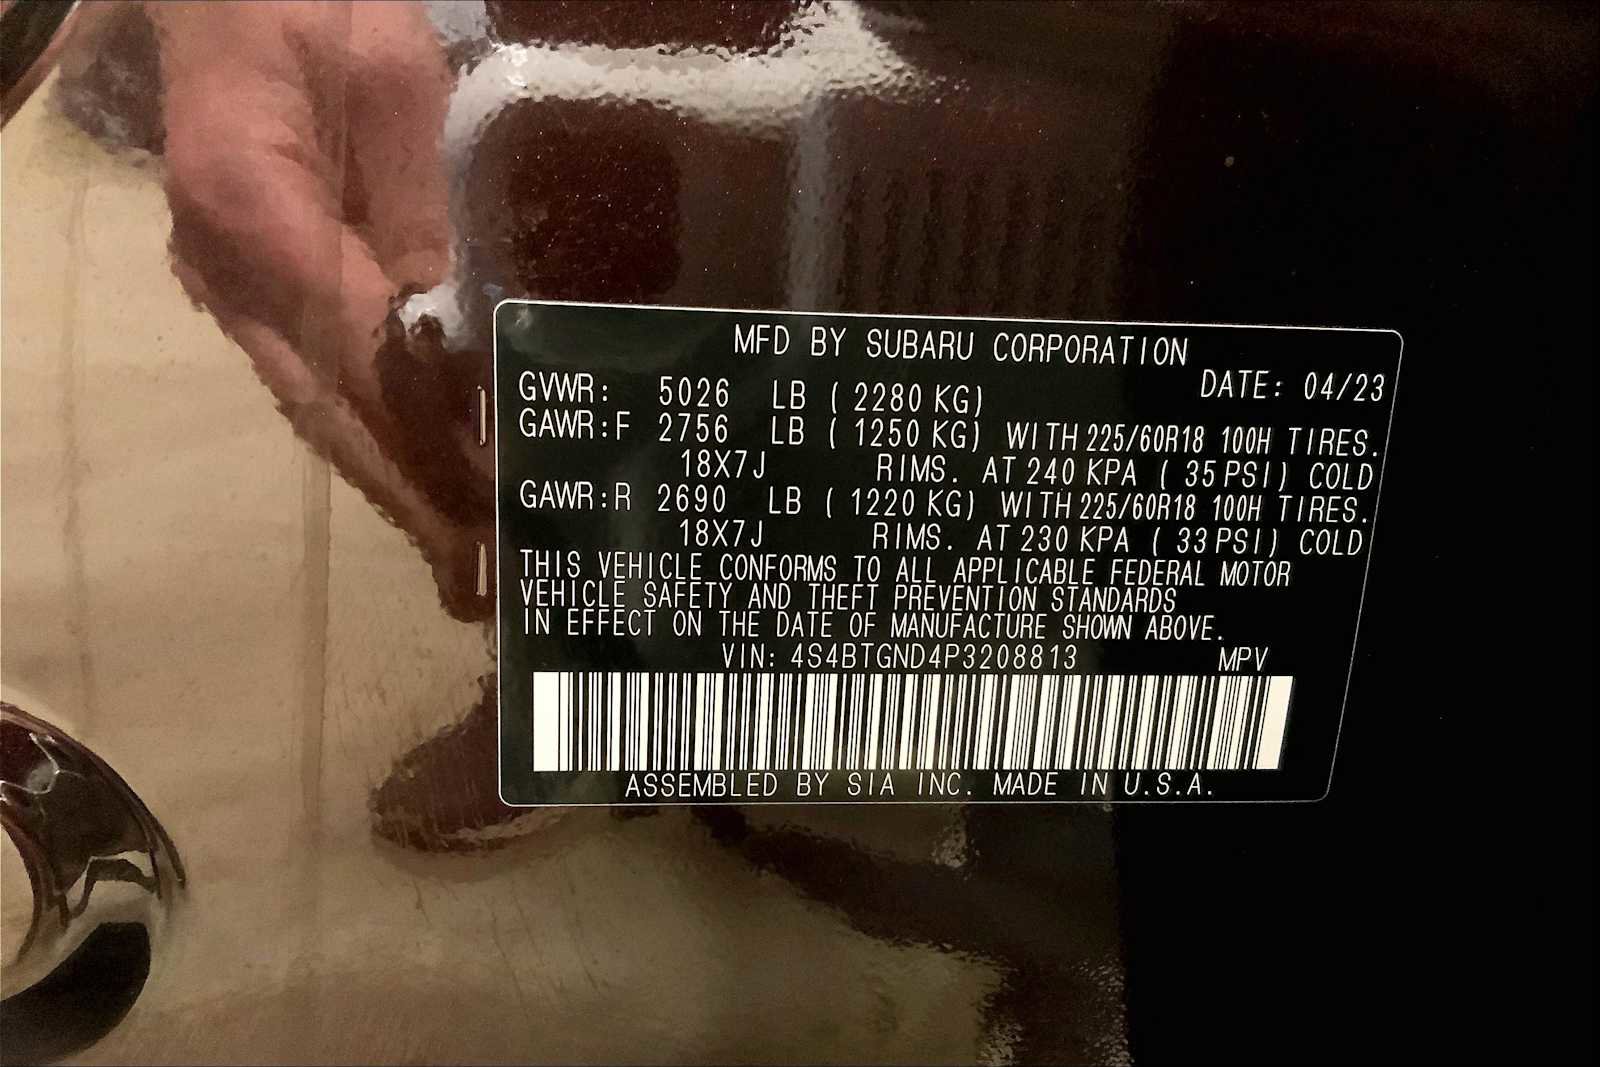 MFD BY SUBARU CORPORATION
DATE: 04/23
GVWR: 5026 LB ( 2280 KG)
GAWR:F 2756 LB ( 1250 KG) WITH 225/60R18 100H TIRES.
18X7J RIMS. AT 240 KPA ( 35 PSI) COLD
GAWR:R 2690 LB ( 1220 KG) WITH 225/60R18 100H TIRES.
18X7J RIMS. AT 230 KPA ( 33 PSI) COLD
THIS VEHICLE CONFORMS TO ALL APPLICABLE FEDERAL MOTOR
VEHICLE SAFETY AND THEFT PREVENTION STANDARDS
IN EFFECT ON THE DATE OF MANUFACTURE SHOWN ABOVE.
VIN: 4S4BTGND4P3208813 MPV
ASSEMBLED BY SIA INC. MADE IN U.S.A.